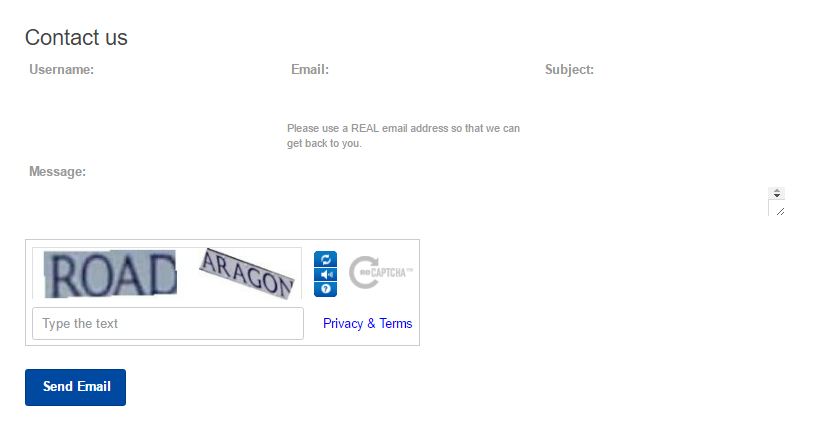 Contact us
Username: Email: Subject:
Please use a REAL email address so that we can
get back to you.
Message:
ROAD ARAGON
reCAPTCHA™
Type the text
Privacy & Terms
Send Email